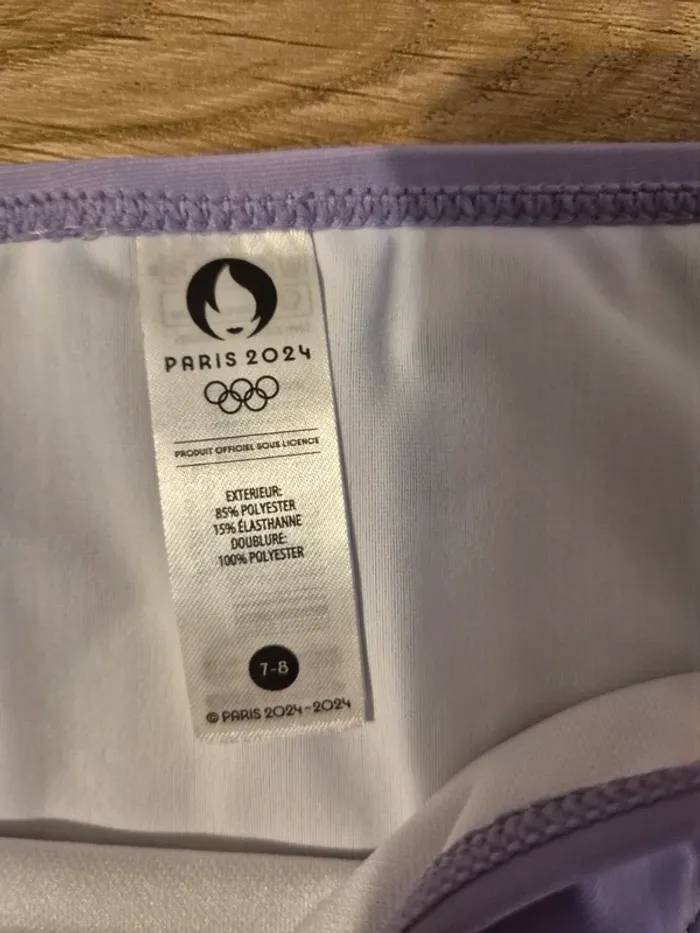 PARIS 2024
PRODUIT OFFICIEL SOUS LICENCE
EXTERIEUR:
85% POLYESTER
15% ÉLASTHANNE
DOUBLURE:
100% POLYESTER
7-8
© PARIS 2024-2024